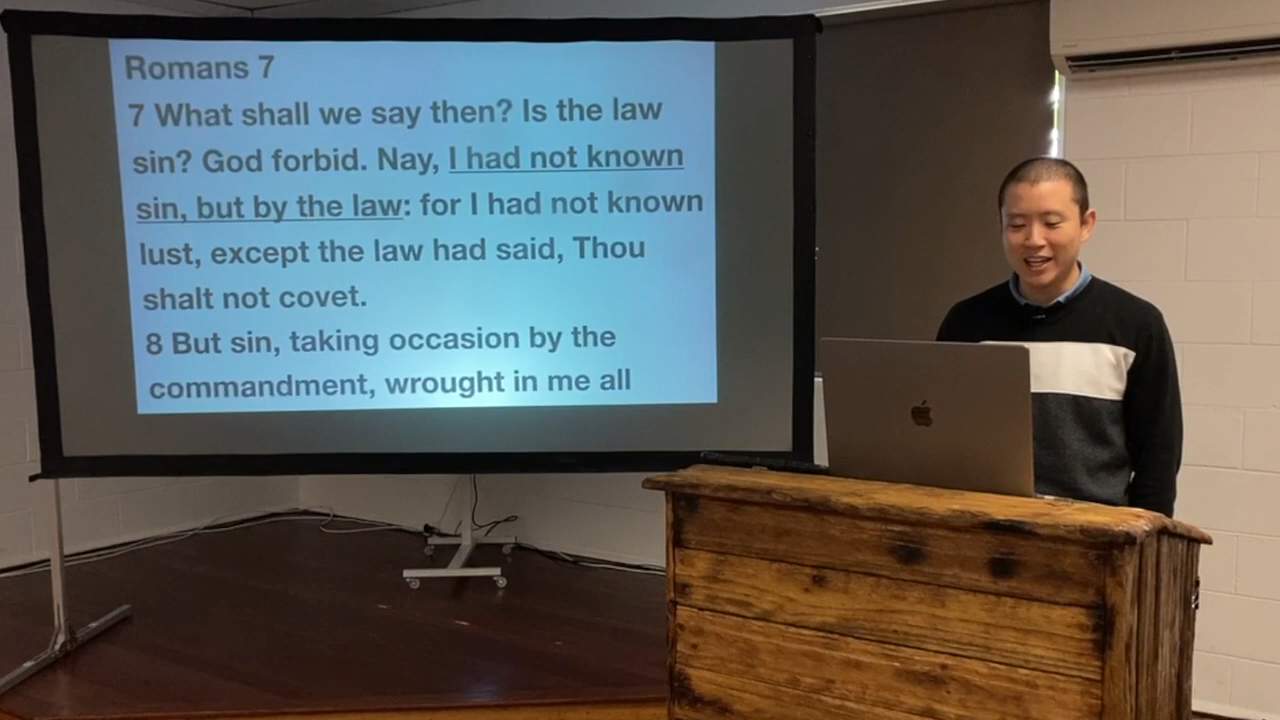 Romans 7
7 What shall we say then? Is the law
sin? God forbid. Nay, I had not known
sin, but by the law: for I had not known
lust, except the law had said, Thou
shalt not covet.
8 But sin, taking occasion by the
commandment, wrought in me all